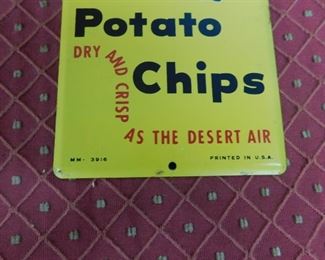 Potato
DRY AND CRISP
Chips
AS THE DESERT AIR
MM- 3916 PRINTED IN U.S.A.